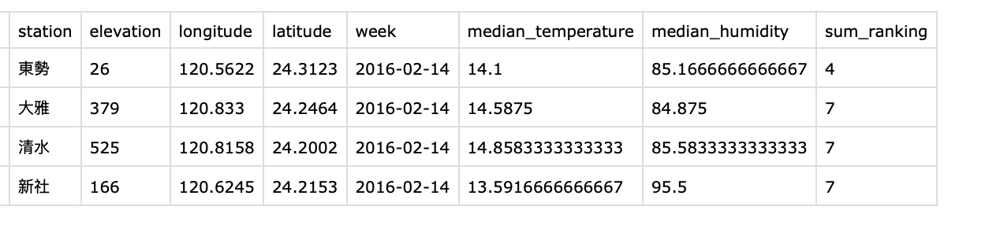 station elevation longitude latitude week median_temperature median_humidity sum_ranking
東勢 26 120.5622 24.3123 2016-02-14 14.1 85.1666666666667 4
大雅 379 120.833 24.2464 2016-02-14 14.5875 84.875 7
清水 525 120.8158 24.2002 2016-02-14 14.8583333333333 85.5833333333333 7
新社 166 120.6245 24.2153 2016-02-14 13.5916666666667 95.5 7